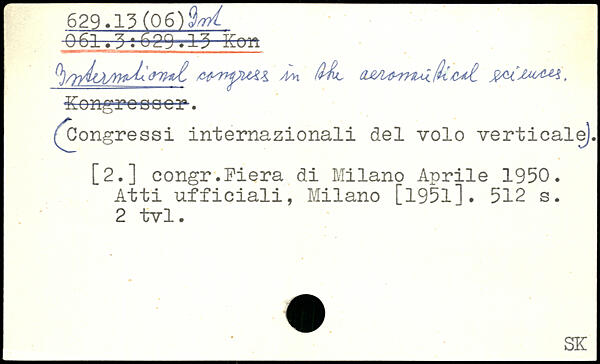 629.13(06) Int
061.3:629.13 Kon
International congress in the aeronautical sciences.
Kongresser.
(Congressi internazionali del volo verticale).
[2.] congr.Fiera di Milano Aprile 1950.
Atti ufficiali, Milano [1951]. 512 s.
2 tvl.
SK